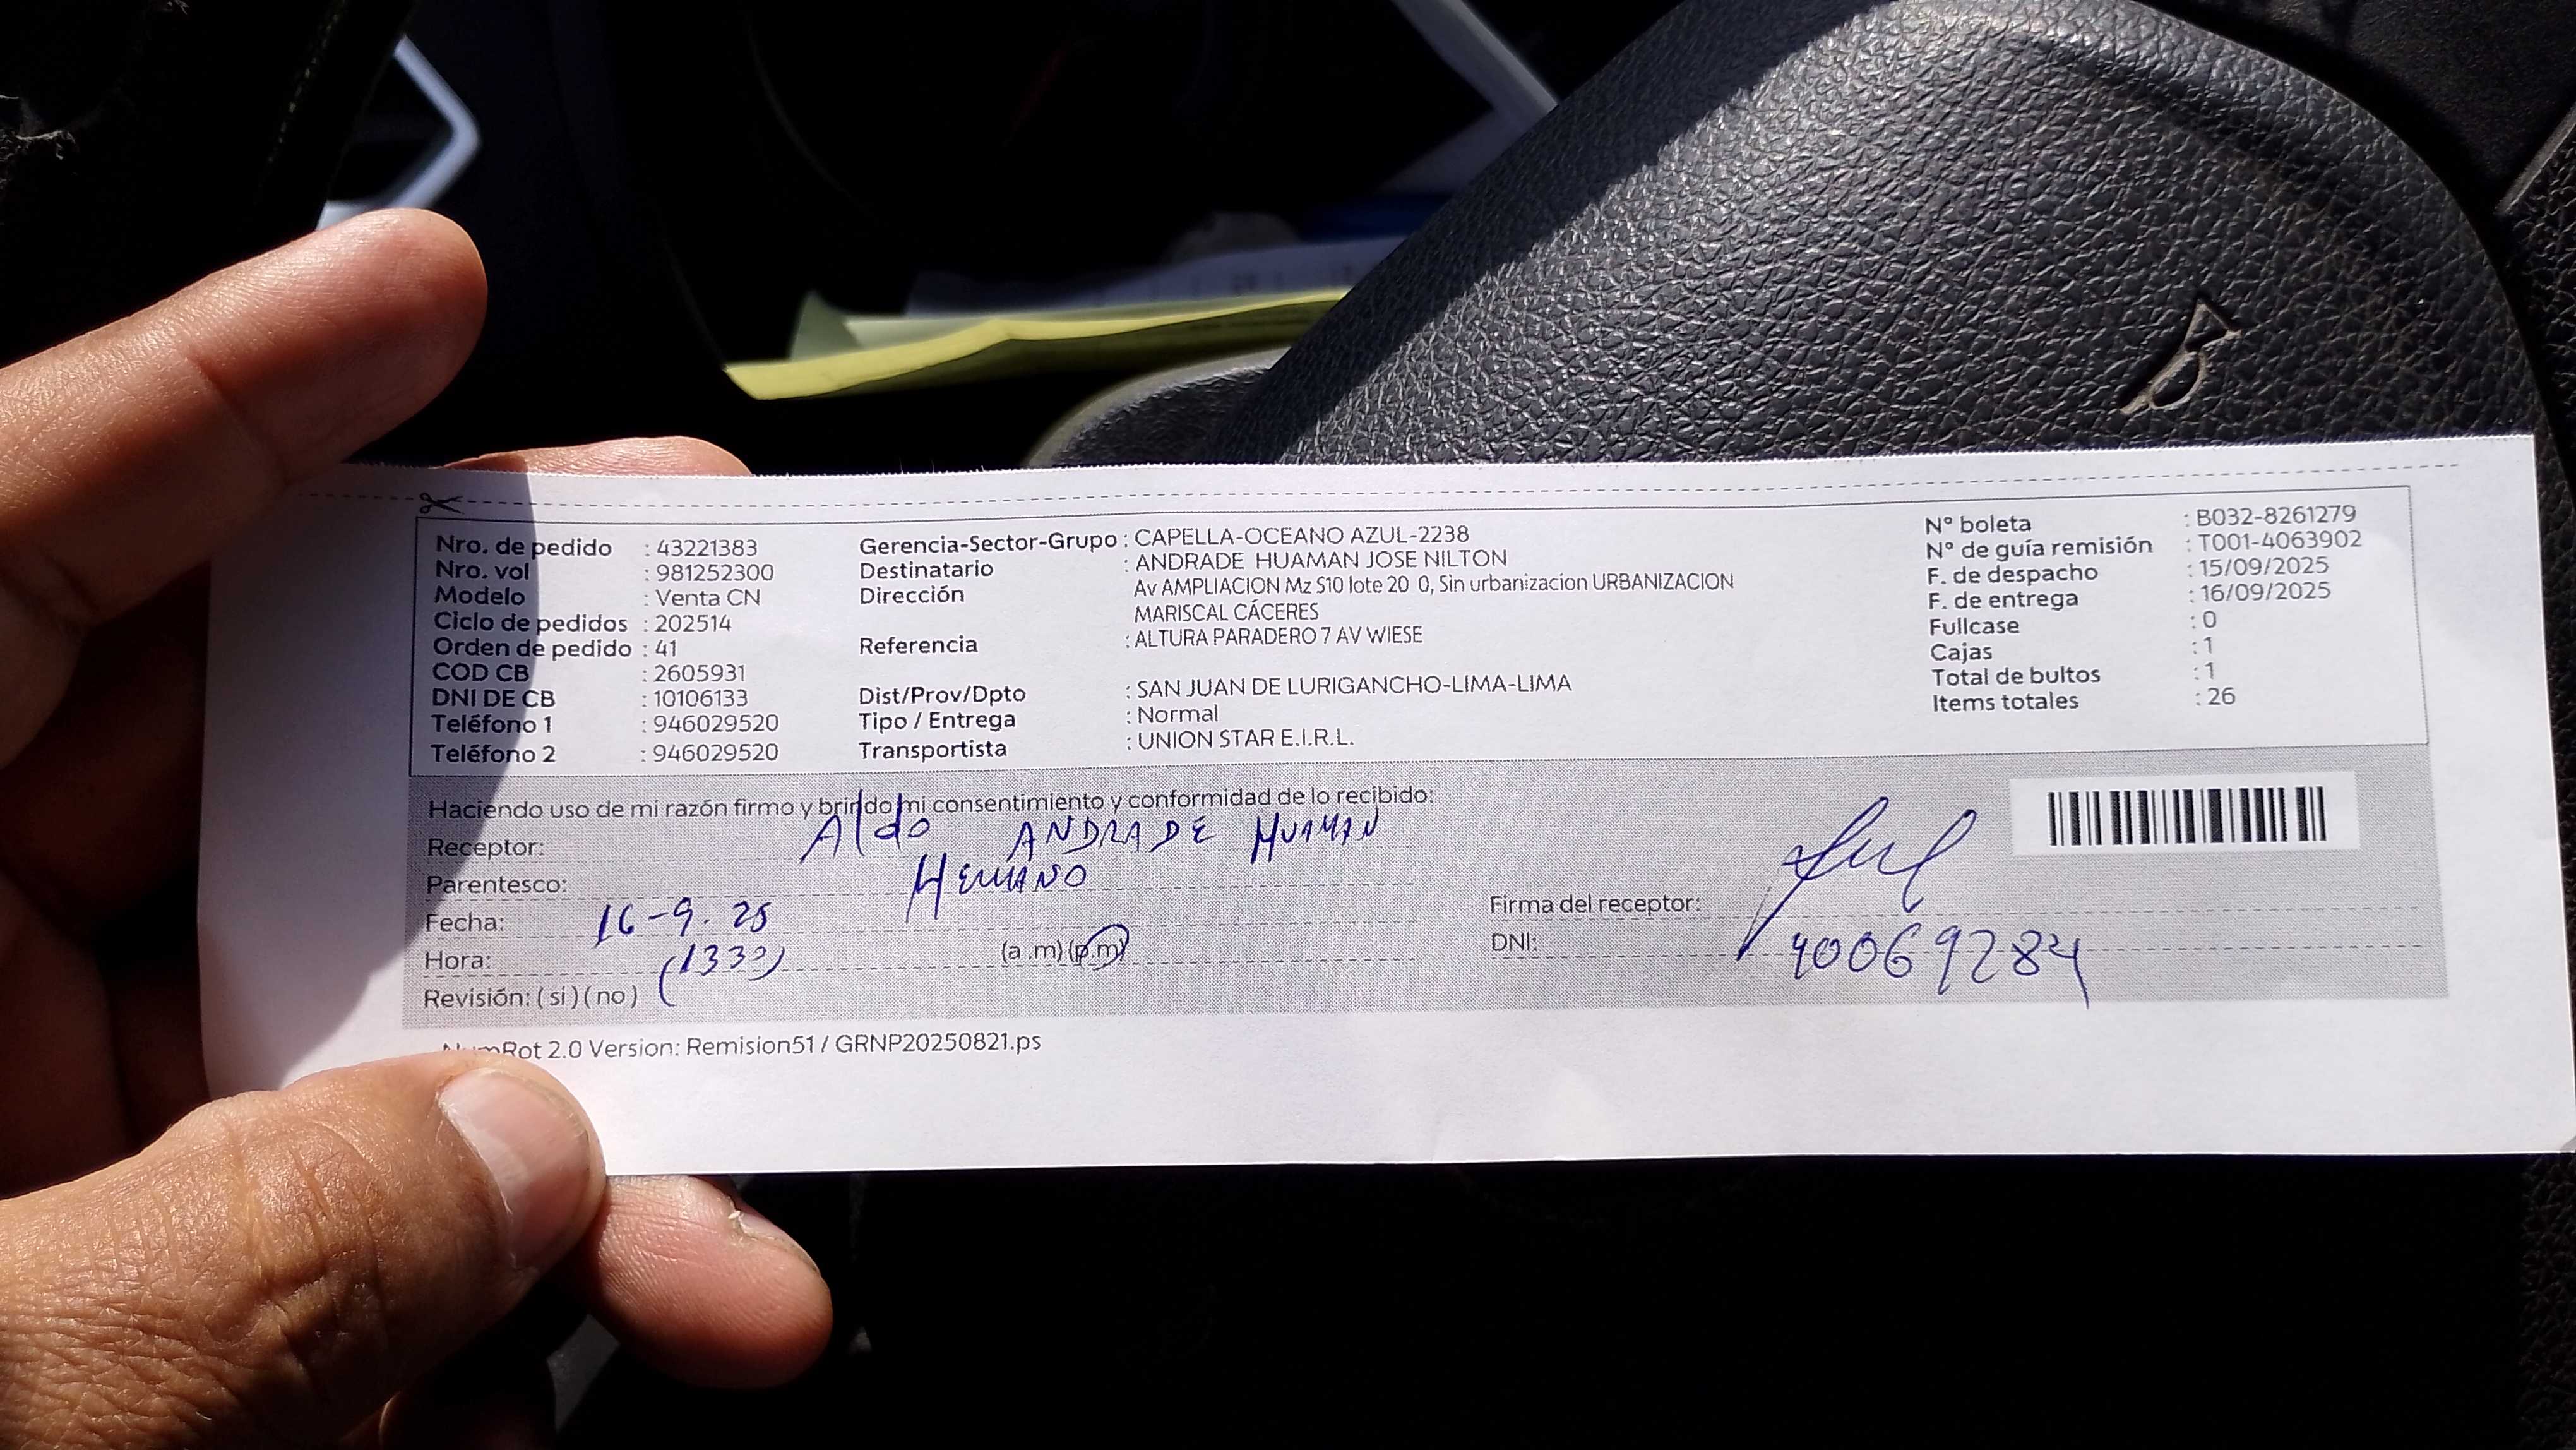 Nro. de pedido : 43221383
Nro. vol : 981252300
Modelo : Venta CN
Ciclo de pedidos : 202514
Orden de pedido : 41
COD CB : 2605931
DNI DE CB : 10106133
Teléfono 1 : 946029520
Teléfono 2 : 946029520
Gerencia-Sector-Grupo : CAPELLA-OCEANO AZUL-2238
Destinatario : ANDRADE HUAMAN JOSE NILTON
Dirección Av AMPLIACION Mz S10 lote 20 0, Sin urbanizacion URBANIZACION
MARISCAL CÁCERES
Referencia : ALTURA PARADERO 7 AV WIESE
Dist/Prov/Dpto : SAN JUAN DE LURIGANCHO-LIMA-LIMA
Tipo / Entrega : Normal
Transportista : UNION STAR E.I.R.L.
N° boleta : B032-8261279
N° de guía remisión : T001-4063902
F. de despacho : 15/09/2025
F. de entrega : 16/09/2025
Fullcase : 0
Cajas : 1
Total de bultos : 1
Items totales : 26
Haciendo uso de mi razón firmo y brindo mi consentimiento y conformidad de lo recibido:
Receptor: Aldo ANDRADE HUAMAN
Parentesco: HERMANO
Fecha: 16-9.25
Hora: (1330) (a.m)(p.m)
Revisión: (si)(no)
Firma del receptor:
DNI: 40069284
Rot 2.0 Version: Remision51 / GRNP20250821.ps